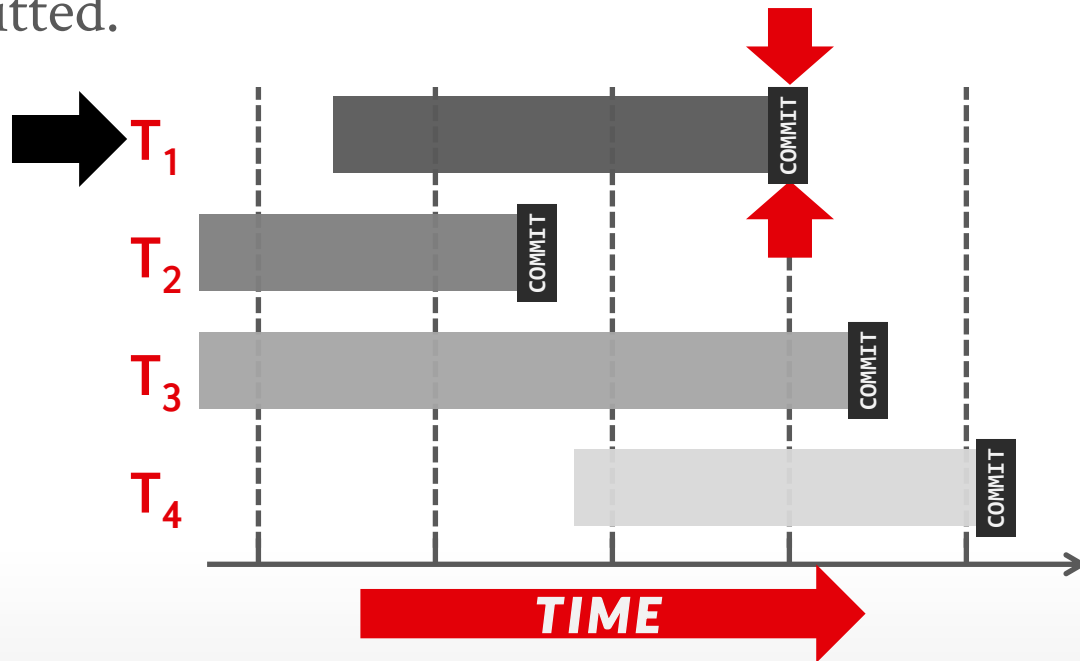 itted.
T1
COMMIT
T2
COMMIT
T3
COMMIT
T4
COMMIT
TIME